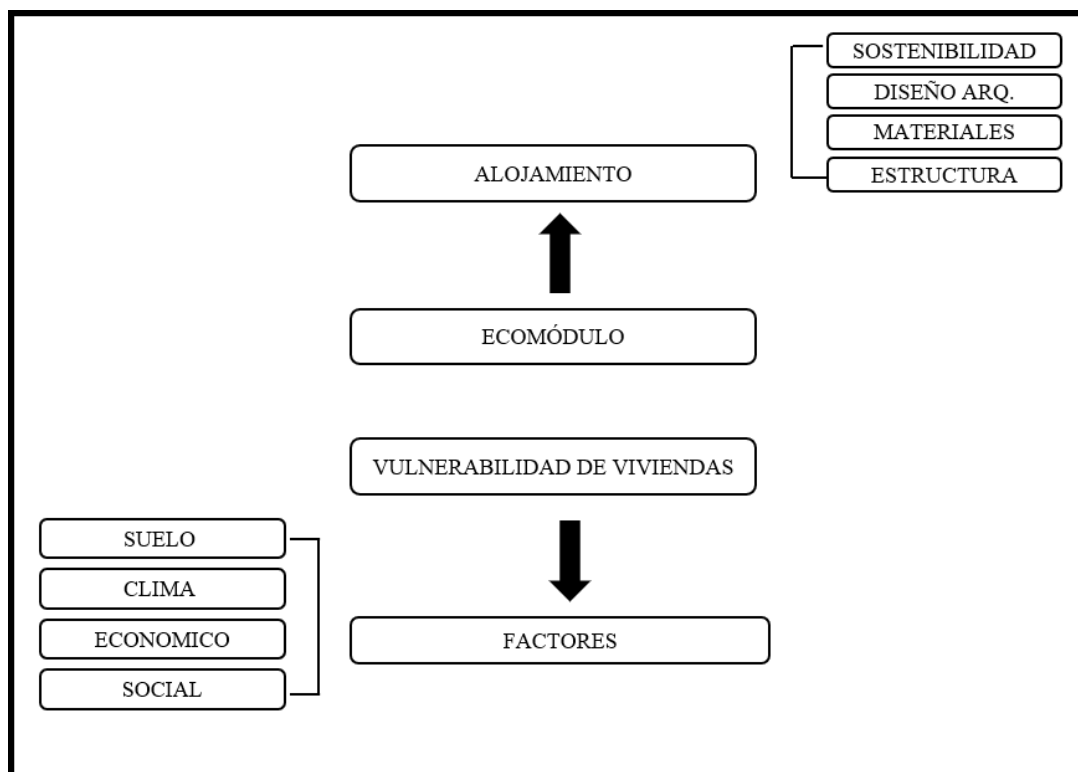 SOSTENIBILIDAD
DISEÑO ARQ.
MATERIALES
ESTRUCTURA
ALOJAMIENTO
ECOMÓDULO
VULNERABILIDAD DE VIVIENDAS
SUELO
CLIMA
ECONOMICO
SOCIAL
FACTORES